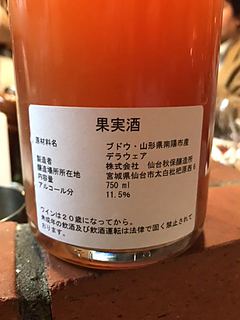 果実酒
原材料名 ブドウ・山形県南陽市産
デラウェア
製造者 株式会社 仙台秋保醸造所
醸造場所所在地 宮城県仙台市太白区
内容量 750 ml
アルコール分 11.5%
ワインは20歳になってから。
未成年の飲酒及び飲酒運転は法律で固く禁止されて
おります。